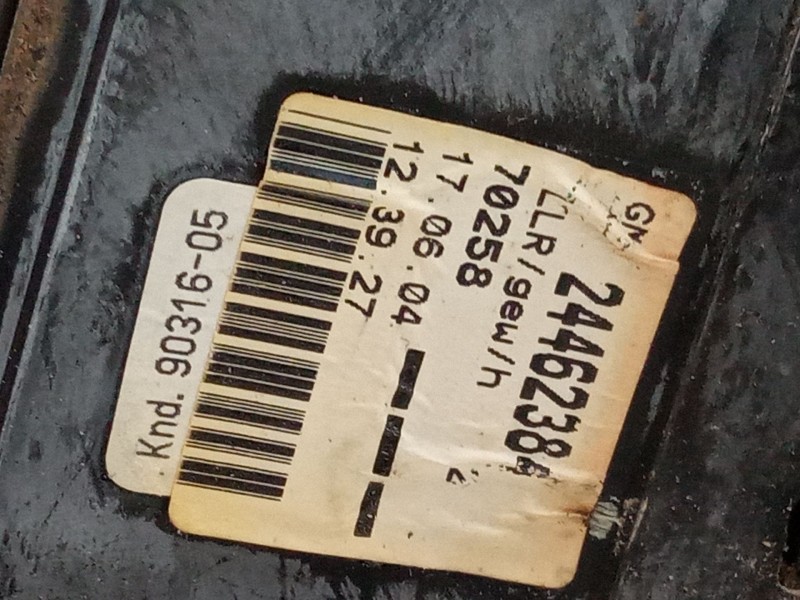 GM
24462384
LLR/gew/h
70258
17.06.04
12.39.27
Knd. 90316-05